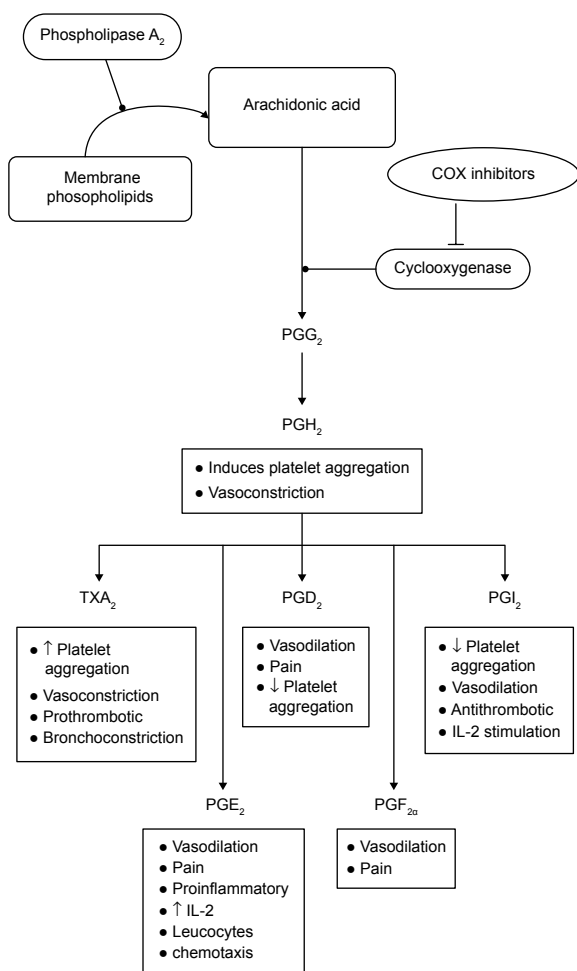 Phospholipase A₂
Arachidonic acid
Membrane
phosopholipids
COX inhibitors
Cyclooxygenase
PGG₂
PGH₂
● Induces platelet aggregation
● Vasoconstriction
TXA₂
● ↑ Platelet
aggregation
● Vasoconstriction
● Prothrombotic
● Bronchoconstriction
PGD₂
● Vasodilation
● Pain
● ↓ Platelet
aggregation
PGI₂
● ↓ Platelet
aggregation
● Vasodilation
● Antithrombotic
● IL-2 stimulation
PGE₂
● Vasodilation
● Pain
● Proinflammatory
● ↑ IL-2
● Leucocytes
● chemotaxis
PGF₂α
● Vasodilation
● Pain